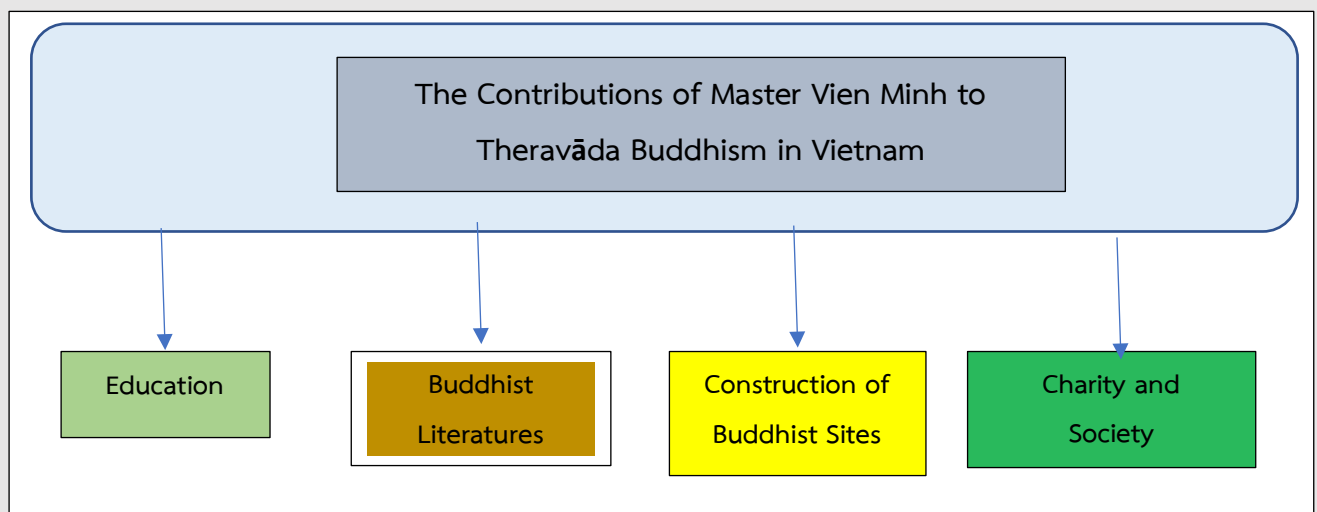 The Contributions of Master Vien Minh to
Theravāda Buddhism in Vietnam
Education
Buddhist
Literatures
Construction of
Buddhist Sites
Charity and
Society